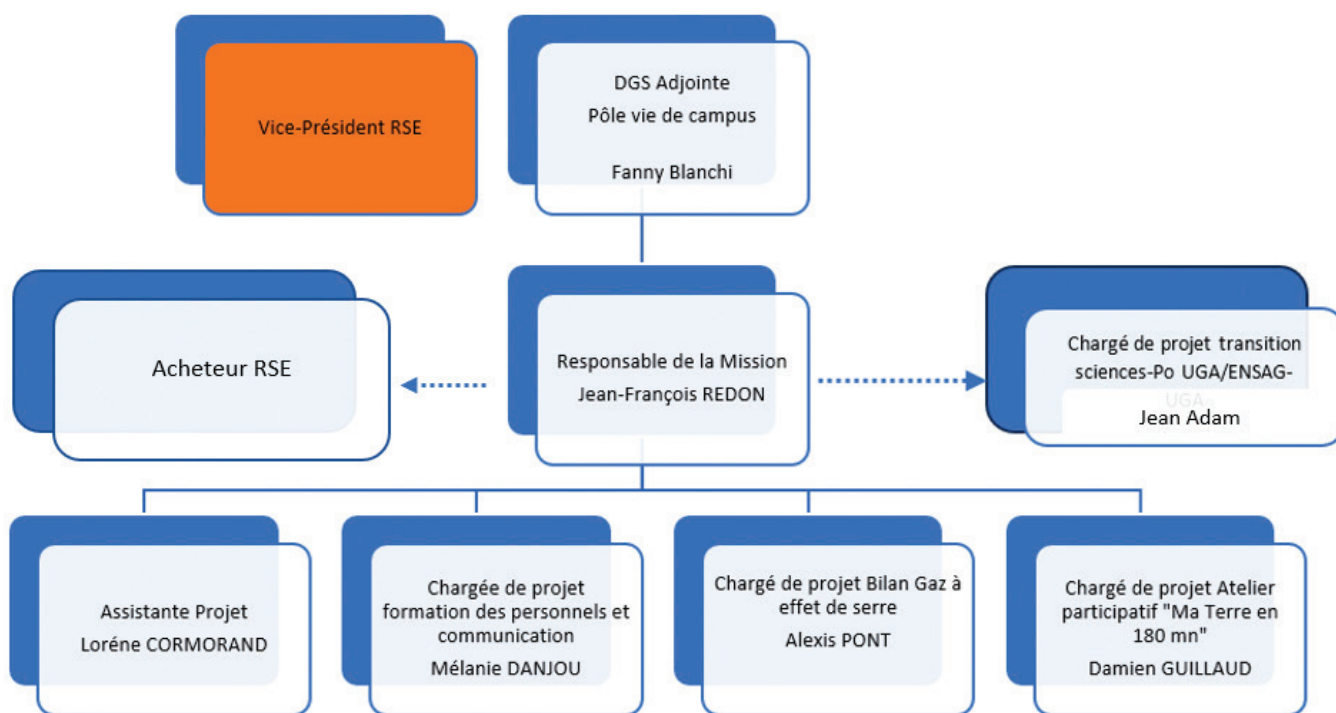 Vice-Président RSE
DGS Adjointe
Pôle vie de campus
Fanny Blanchi
Acheteur RSE
Responsable de la Mission
Jean-François REDON
Chargé de projet transition
sciences-Po UGA/ENSAG-
UGA
Jean Adam
Assistante Projet
Loréne CORMORAND
Chargée de projet
formation des personnels et
communication
Mélanie DANJOU
Chargé de projet Bilan Gaz à
effet de serre
Alexis PONT
Chargé de projet Atelier
participatif "Ma Terre en
180 mn"
Damien GUILLAUD